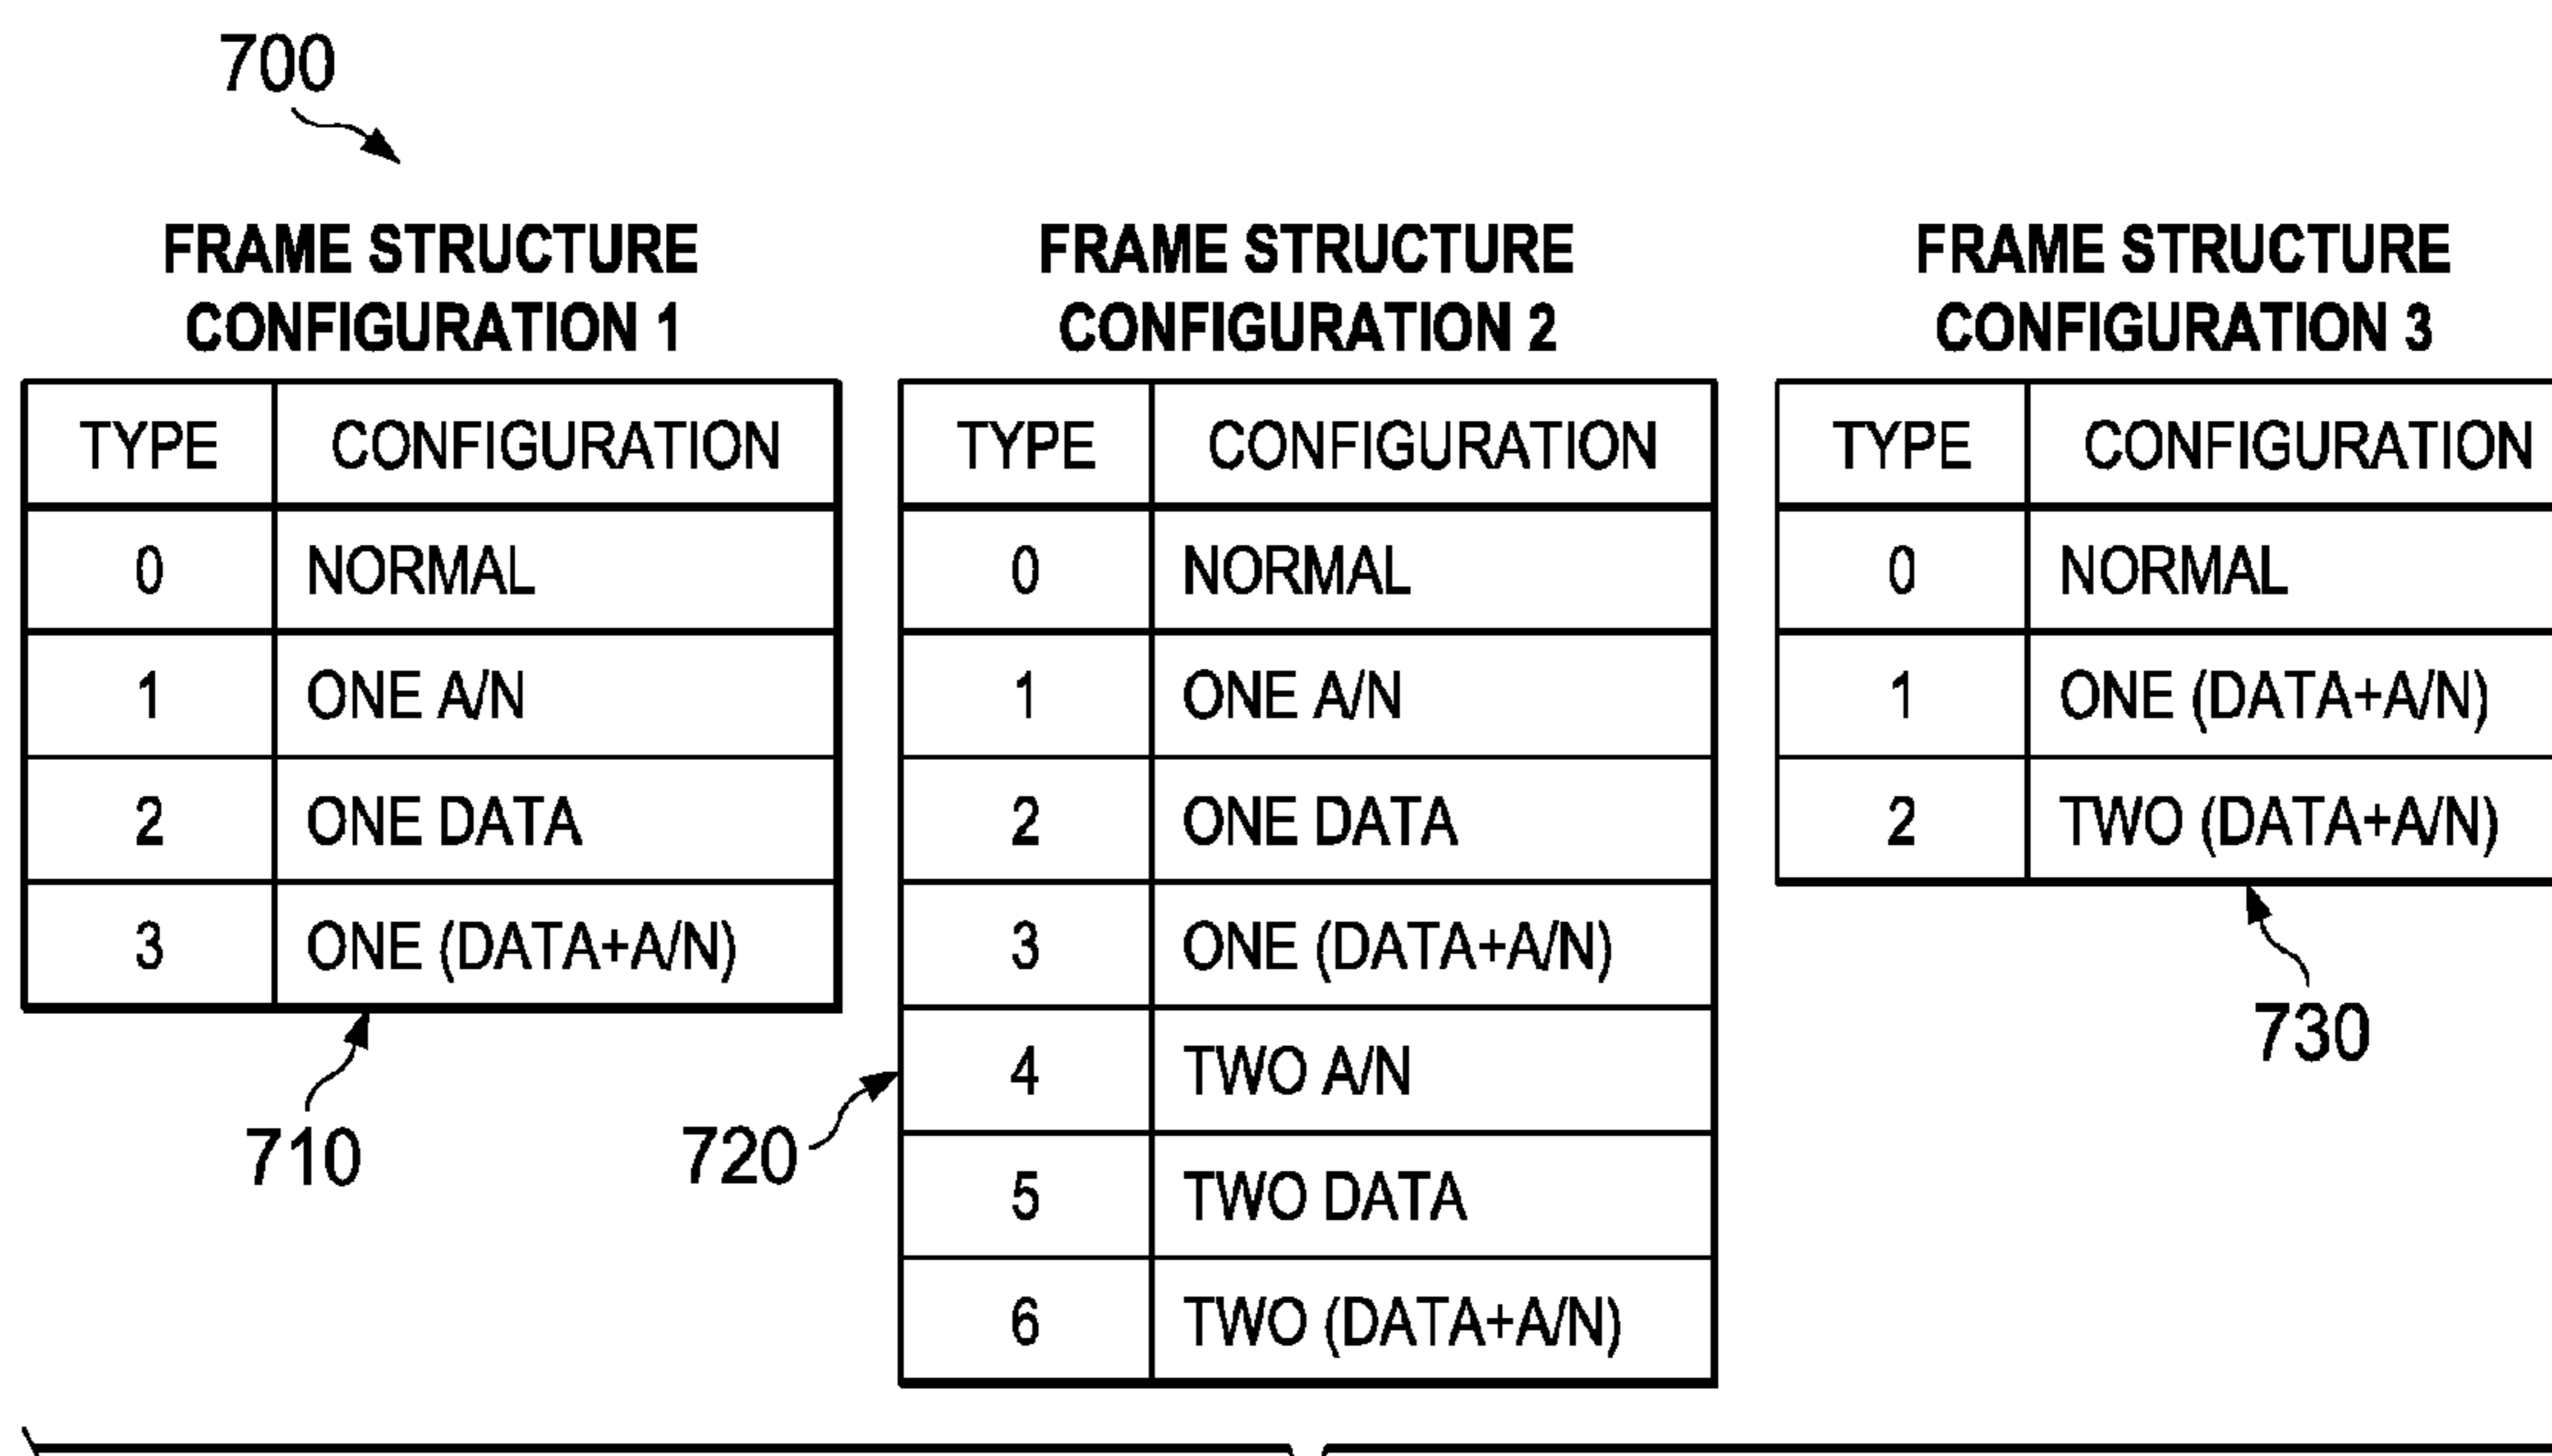 700
FRAME STRUCTURE
CONFIGURATION 1
TYPE CONFIGURATION
0 NORMAL
1 ONE A/N
2 ONE DATA
3 ONE (DATA+A/N)
710
FRAME STRUCTURE
CONFIGURATION 2
TYPE CONFIGURATION
0 NORMAL
1 ONE A/N
2 ONE DATA
3 ONE (DATA+A/N)
4 TWO A/N
5 TWO DATA
6 TWO (DATA+A/N)
720
FRAME STRUCTURE
CONFIGURATION 3
TYPE CONFIGURATION
0 NORMAL
1 ONE (DATA+A/N)
2 TWO (DATA+A/N)
730